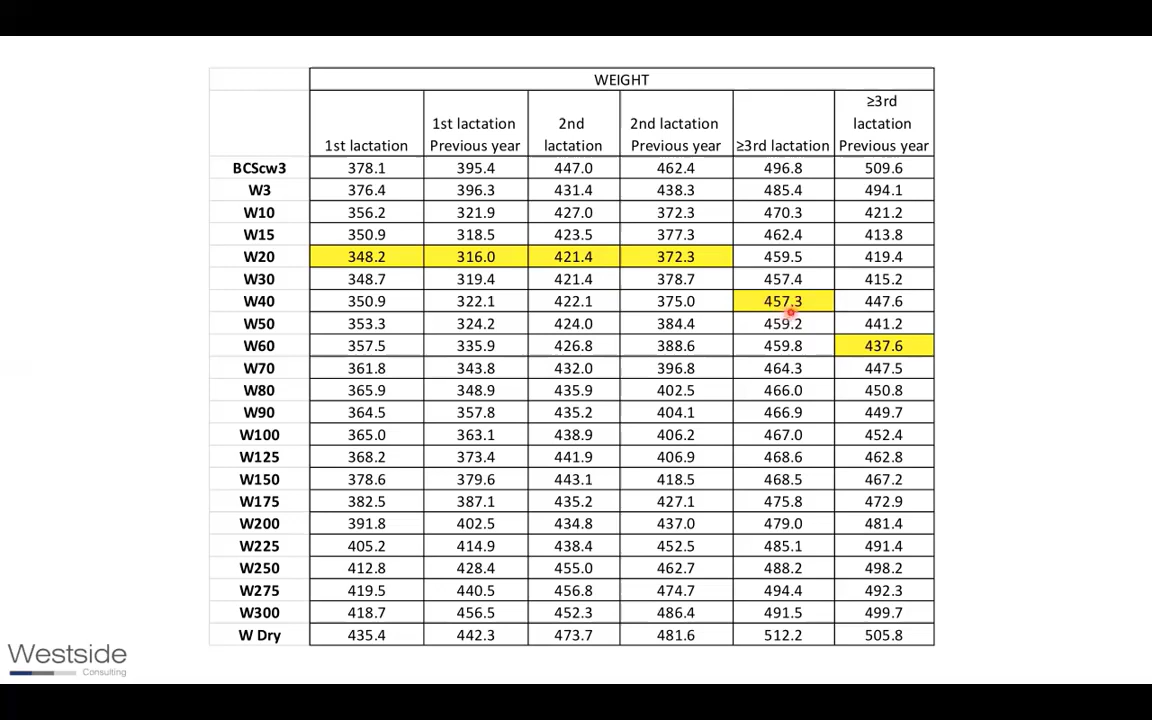 WEIGHT
1st lactation 1st lactation Previous year 2nd lactation 2nd lactation Previous year ≥3rd lactation ≥3rd lactation Previous year
BCScw3 378.1 395.4 447.0 462.4 496.8 509.6
W3 376.4 396.3 431.4 438.3 485.4 494.1
W10 356.2 321.9 427.0 372.3 470.3 421.2
W15 350.9 318.5 423.5 377.3 462.4 413.8
W20 348.2 316.0 421.4 372.3 459.5 419.4
W30 348.7 319.4 421.4 378.7 457.4 415.2
W40 350.9 322.1 422.1 375.0 457.3 447.6
W50 353.3 324.2 424.0 384.4 459.2 441.2
W60 357.5 335.9 426.8 388.6 459.8 437.6
W70 361.8 343.8 432.0 396.8 464.3 447.5
W80 365.9 348.9 435.9 402.5 466.0 450.8
W90 364.5 357.8 435.2 404.1 466.9 449.7
W100 365.0 363.1 438.9 406.2 467.0 452.4
W125 368.2 373.4 441.9 406.9 468.6 462.8
W150 378.6 379.6 443.1 418.5 468.5 467.2
W175 382.5 387.1 435.2 427.1 475.8 472.9
W200 391.8 402.5 434.8 437.0 479.0 481.4
W225 405.2 414.9 438.4 452.5 485.1 491.4
W250 412.8 428.4 455.0 462.7 488.2 498.2
W275 419.5 440.5 456.8 474.7 494.4 492.3
W300 418.7 456.5 452.3 486.4 491.5 499.7
W Dry 435.4 442.3 473.7 481.6 512.2 505.8
Westside
Consulting